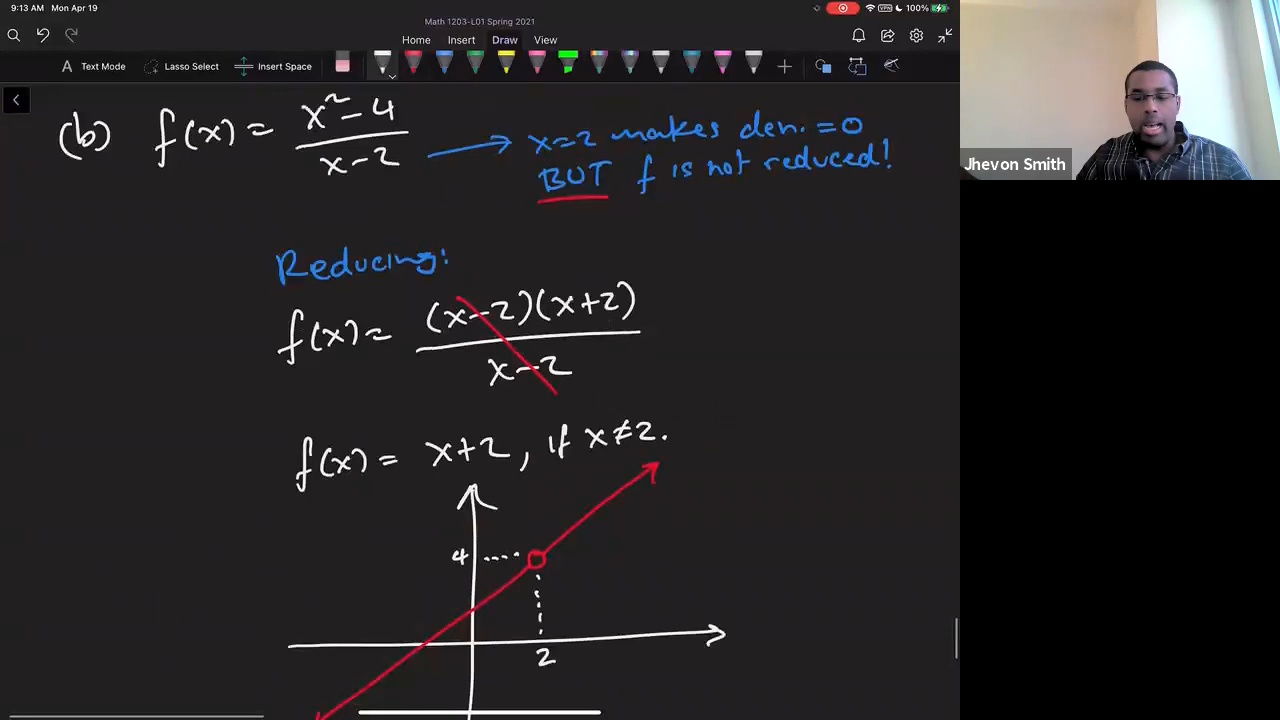 9:13 AM Mon Apr 19
100%
Math 1203-L01 Spring 2021
Home Insert Draw View
Text Mode Lasso Select Insert Space
(b) f(x) = x² - 4 / x - 2
→ x=2 makes den. = 0
BUT f is not reduced!
Jhevon Smith
Reducing:
f(x) = (x-2)(x+2) / x-2
f(x) = x+2, if x≠2.
4
2